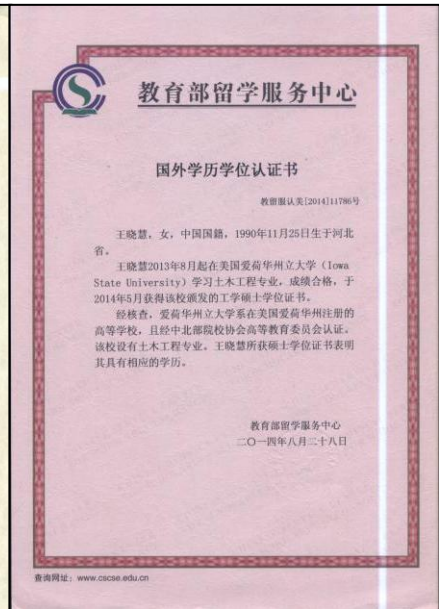 教育部留学服务中心
国外学历学位认证书
教留服认美[2014]11786号
王晓慧，女，中国国籍，1990年11月25日生于河北
省。
王晓慧2013年8月起在美国爱荷华州立大学（Iowa
State University）学习土木工程专业，成绩合格，于
2014年5月获得该校颁发的工学硕士学位证书。
经核查，爱荷华州立大学系在美国爱荷华州注册的
高等学校，且经中北部院校协会高等教育委员会认证。
该校设有土木工程专业。王晓慧所获硕士学位证书表明
其具有相应的学历。
教育部留学服务中心
二〇一四年八月二十八日
查询网址：www.cscse.edu.cn